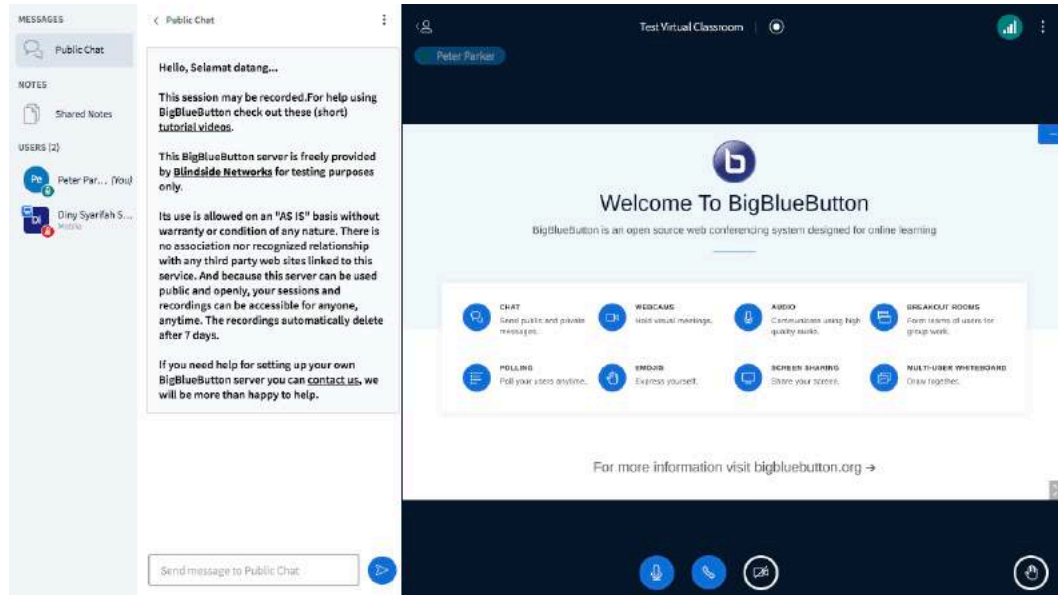 MESSAGES
Public Chat
NOTES
Shared Notes
USERS (2)
Pe
Peter Par... (You)
Di
Diny Syarifah S...
Mobile
Public Chat
Hello, Selamat datang...
This session may be recorded.For help using
BigBlueButton check out these (short)
tutorial videos.
This BigBlueButton server is freely provided
by Blindside Networks for testing purposes
only.
Its use is allowed on an "AS IS" basis without
warranty or condition of any nature. There is
no association nor recognized relationship
with any third party web sites linked to this
service. And because this server can be used
public and openly, your sessions and
recordings can be accessible for anyone,
anytime. The recordings automatically delete
after 7 days.
If you need help for setting up your own
BigBlueButton server you can contact us, we
will be more than happy to help.
Send message to Public Chat
Test Virtual Classroom |
Peter Parker
b
Welcome To BigBlueButton
BigBlueButton is an open source web conferencing system designed for online learning
CHAT
Send public and private
messages.
WEBCAMS
Hold visual meetings.
AUDIO
Communicate using high
quality audio.
BREAKOUT ROOMS
Form teams of users for
group work.
POLLING
Poll your users anytime.
EMOJIS
Express yourself.
SCREEN SHARING
Share your screen.
MULTI-USER WHITEBOARD
Draw together.
For more information visit bigbluebutton.org →